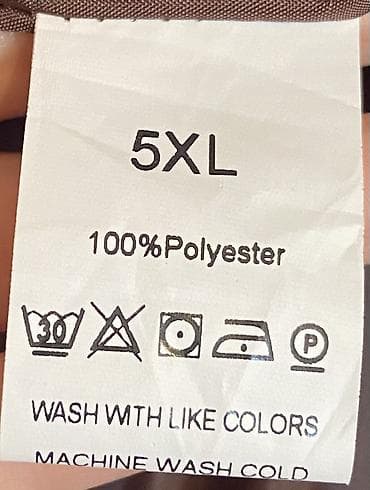 5XL
100%Polyester
30 P
WASH WITH LIKE COLORS
MACHINE WASH COLD